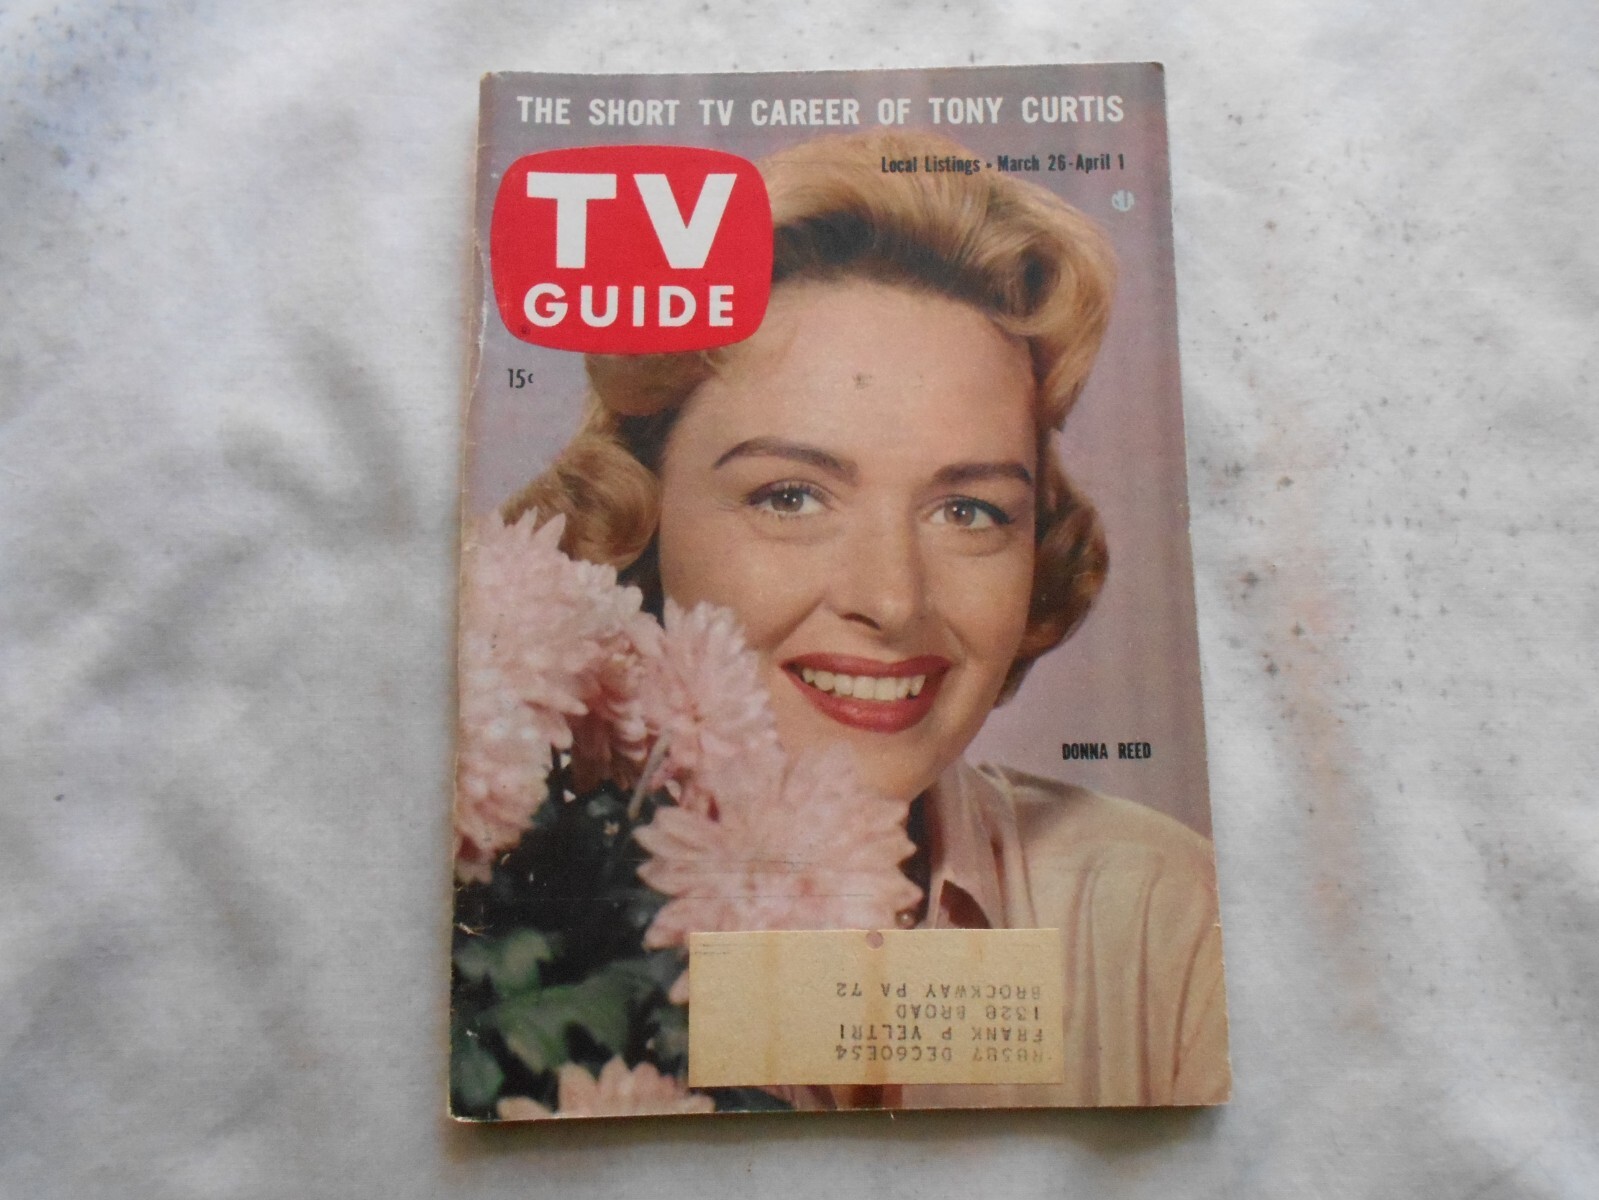 THE SHORT TV CAREER OF TONY CURTIS
Local Listings • March 26-April 1
TV
GUIDE
15¢
DONNA REED
DEC60E54
FRANK P VELTRI
1328 BROAD
BROCKWAY PA 72